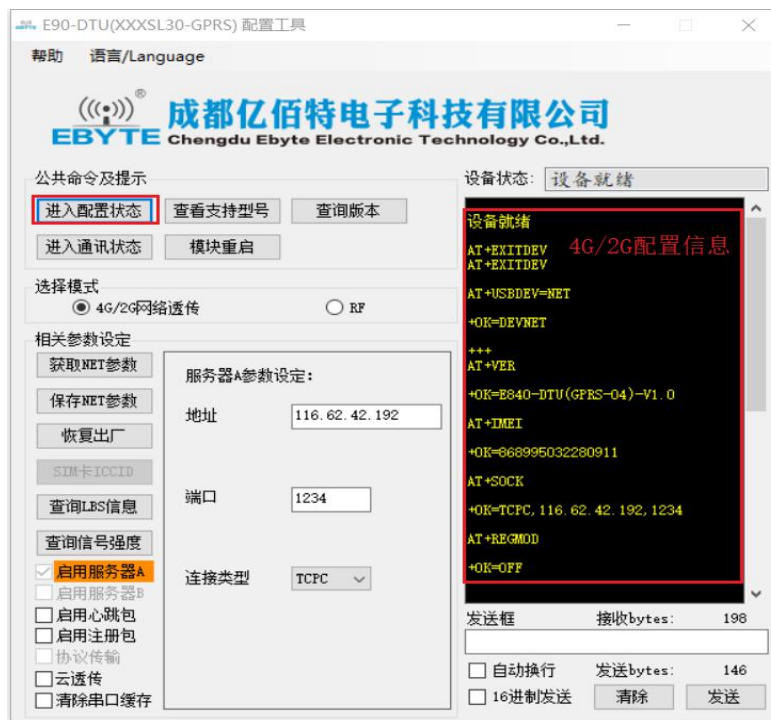 E90-DTU(XXXSL30-GPRS) 配置工具
帮助 语言/Language
((·)) ®
EBYTE
成都亿佰特电子科技有限公司
Chengdu Ebyte Electronic Technology Co.,Ltd.
公共命令及提示
进入配置状态 查看支持型号 查询版本
进入通讯状态 模块重启
选择模式
4G/2G网络透传 RF
相关参数设定
获取NET参数
保存NET参数
恢复出厂
SIM卡ICCID
查询LBS信息
查询信号强度
启用服务器A
启用服务器B
启用心跳包
启用注册包
协议传输
云透传
清除串口缓存
服务器A参数设定:
地址 116.62.42.192
端口 1234
连接类型 TCPC
设备状态: 设备就绪
设备就绪
4G/2G配置信息
AT+EXITDEV
AT+EXITDEV
AT+USBDEV=NET
+OK=DEVNET
+++
AT+VER
+OK=E840-DTU(GPRS-04)-V1.0
AT+IMEI
+OK=868995032280911
AT+SOCK
+OK=TCPC,116.62.42.192,1234
AT+REGMOD
+OK=OFF
发送框 接收bytes: 198
自动换行 发送bytes: 146
16进制发送 清除 发送